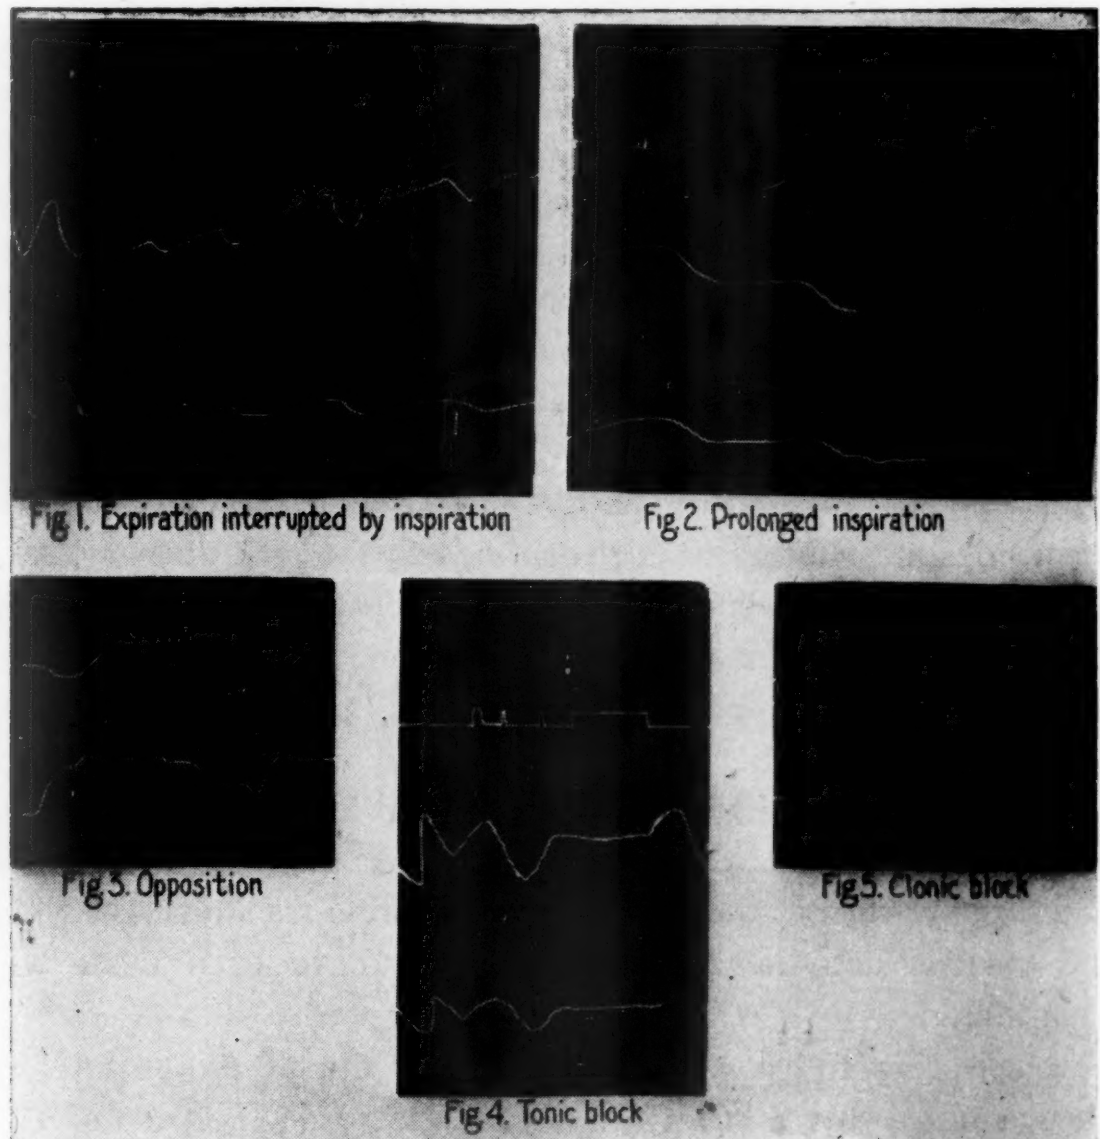 Fig. 1. Expiration interrupted by inspiration
Fig. 2. Prolonged inspiration
Fig. 3. Opposition
Fig. 4. Tonic block
Fig. 5. Clonic block